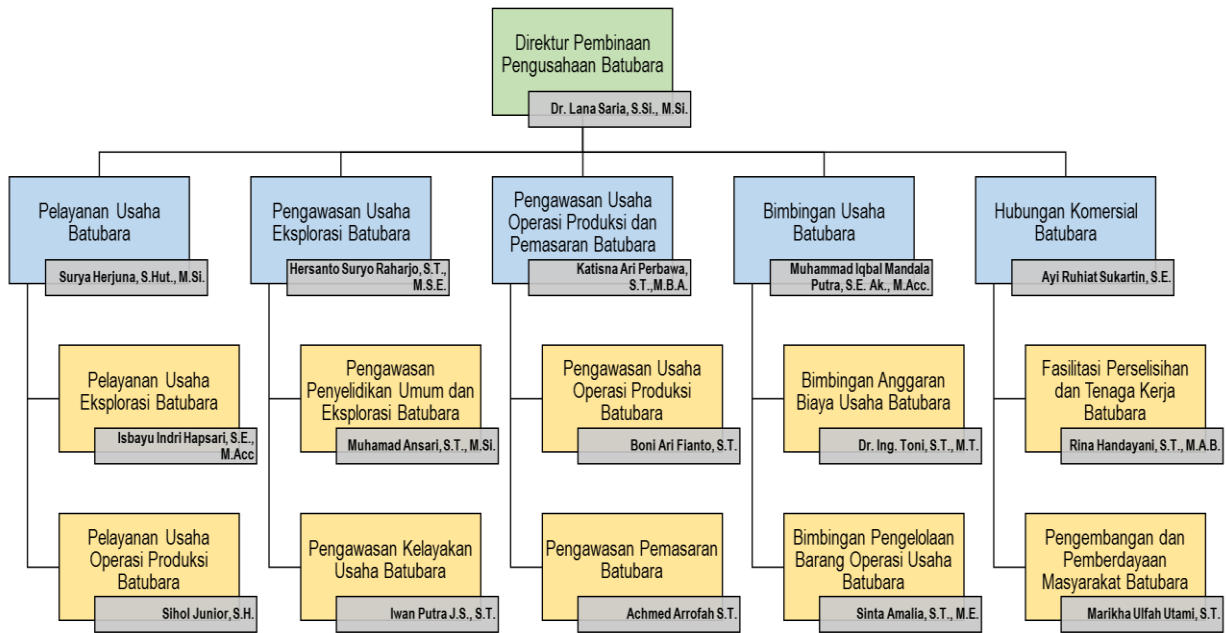 Direktur Pembinaan
Pengusahaan Batubara
Dr. Lana Saria, S.Si., M.Si.
Pelayanan Usaha
Batubara
Surya Herjuna, S.Hut., M.Si.
Pengawasan Usaha
Eksplorasi Batubara
Hersanto Suryo Raharjo, S.T.,
M.S.E.
Pengawasan Usaha
Operasi Produksi dan
Pemasaran Batubara
Katisna Ari Perbawa,
S.T.,M.B.A.
Bimbingan Usaha
Batubara
Muhammad Iqbal Mandala
Putra, S.E. Ak., M.Acc.
Hubungan Komersial
Batubara
Ayi Ruhiat Sukartin, S.E.
Pelayanan Usaha
Eksplorasi Batubara
Isbayu Indri Hapsari, S.E.,
M.Acc
Pengawasan
Penyelidikan Umum dan
Eksplorasi Batubara
Muhamad Ansari, S.T., M.Si.
Pengawasan Usaha
Operasi Produksi
Batubara
Boni Ari Fianto, S.T.
Bimbingan Anggaran
Biaya Usaha Batubara
Dr. Ing. Toni, S.T., M.T.
Fasilitasi Perselisihan
dan Tenaga Kerja
Batubara
Rina Handayani, S.T., M.A.B.
Pelayanan Usaha
Operasi Produksi
Batubara
Sihol Junior, S.H.
Pengawasan Kelayakan
Usaha Batubara
Iwan Putra J.S., S.T.
Pengawasan Pemasaran
Batubara
Achmed Arrofah S.T.
Bimbingan Pengelolaan
Barang Operasi Usaha
Batubara
Sinta Amalia, S.T., M.E.
Pengembangan dan
Pemberdayaan
Masyarakat Batubara
Marikha Ulfah Utami, S.T.